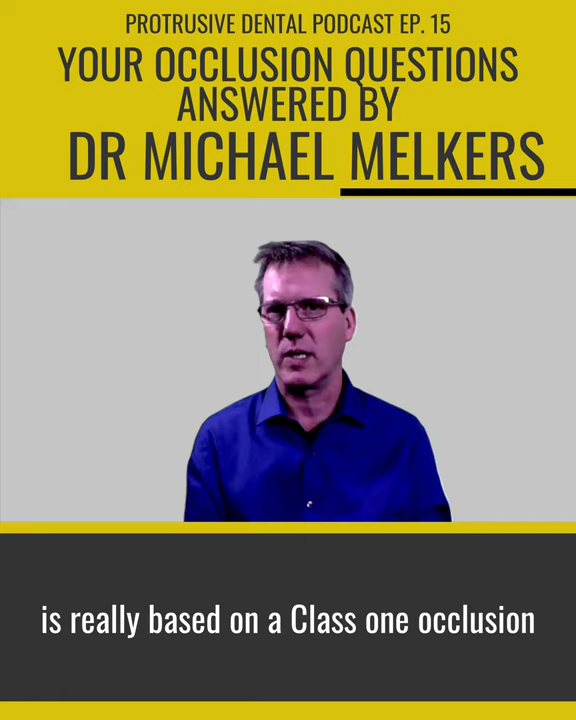 PROTRUSIVE DENTAL PODCAST EP. 15
YOUR OCCLUSION QUESTIONS
ANSWERED BY
DR MICHAEL MELKERS
is really based on a Class one occlusion